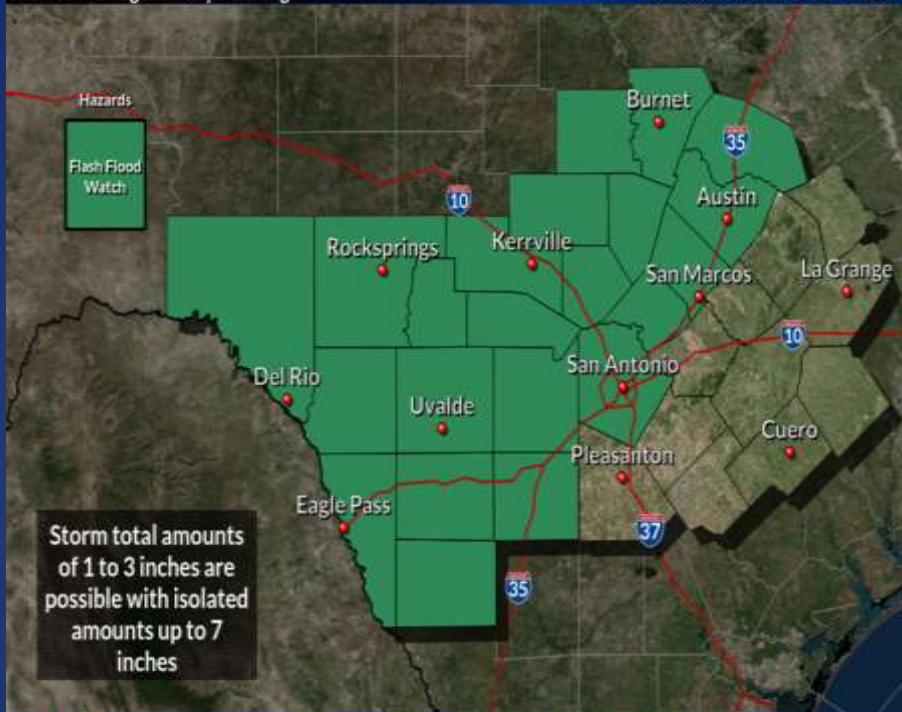 Hazards
Flash Flood
Watch
Burnet
35
Austin
10
Rocksprings
Kerrville
San Marcos
La Grange
10
San Antonio
Del Rio
Uvalde
Cuero
Pleasanton
Eagle Pass
37
35
Storm total amounts
of 1 to 3 inches are
possible with isolated
amounts up to 7
inches